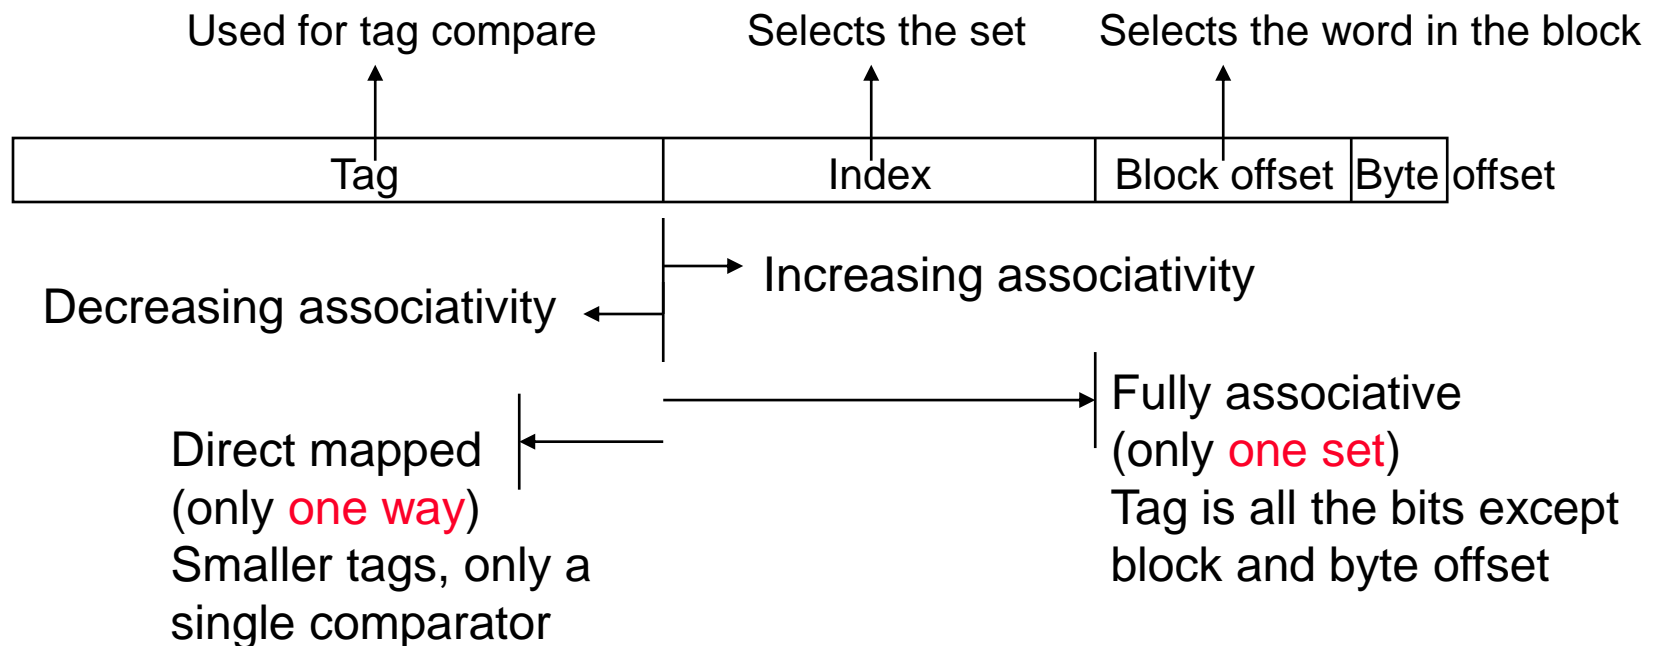 Used for tag compare
Selects the set
Selects the word in the block
Tag
Index
Block offset
Byte offset
Increasing associativity
Decreasing associativity
Fully associative
(only one set)
Tag is all the bits except
block and byte offset
Direct mapped
(only one way)
Smaller tags, only a
single comparator